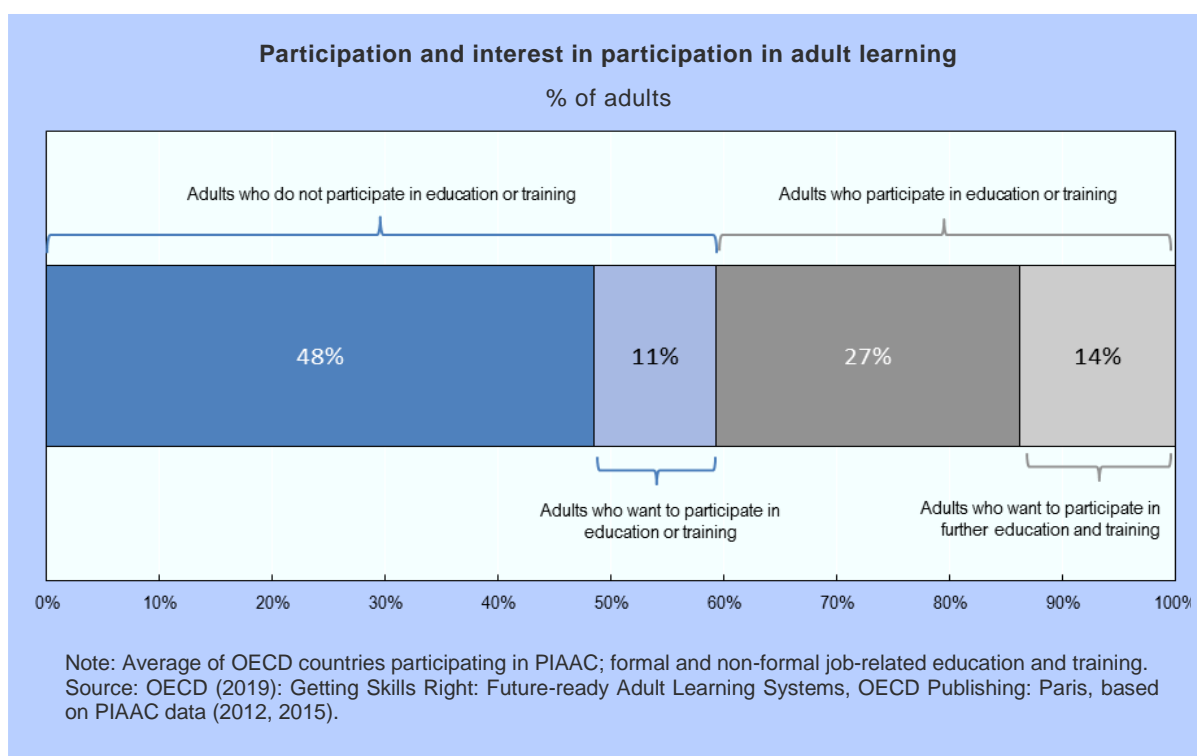 Participation and interest in participation in adult learning
% of adults
Adults who do not participate in education or training
Adults who participate in education or training
48%
11%
27%
14%
Adults who want to participate in
education or training
Adults who want to participate in
further education and training
0%
10%
20%
30%
40%
50%
60%
70%
80%
90%
100%
Note: Average of OECD countries participating in PIAAC; formal and non-formal job-related education and training.
Source: OECD (2019): Getting Skills Right: Future-ready Adult Learning Systems, OECD Publishing: Paris, based
on PIAAC data (2012, 2015).